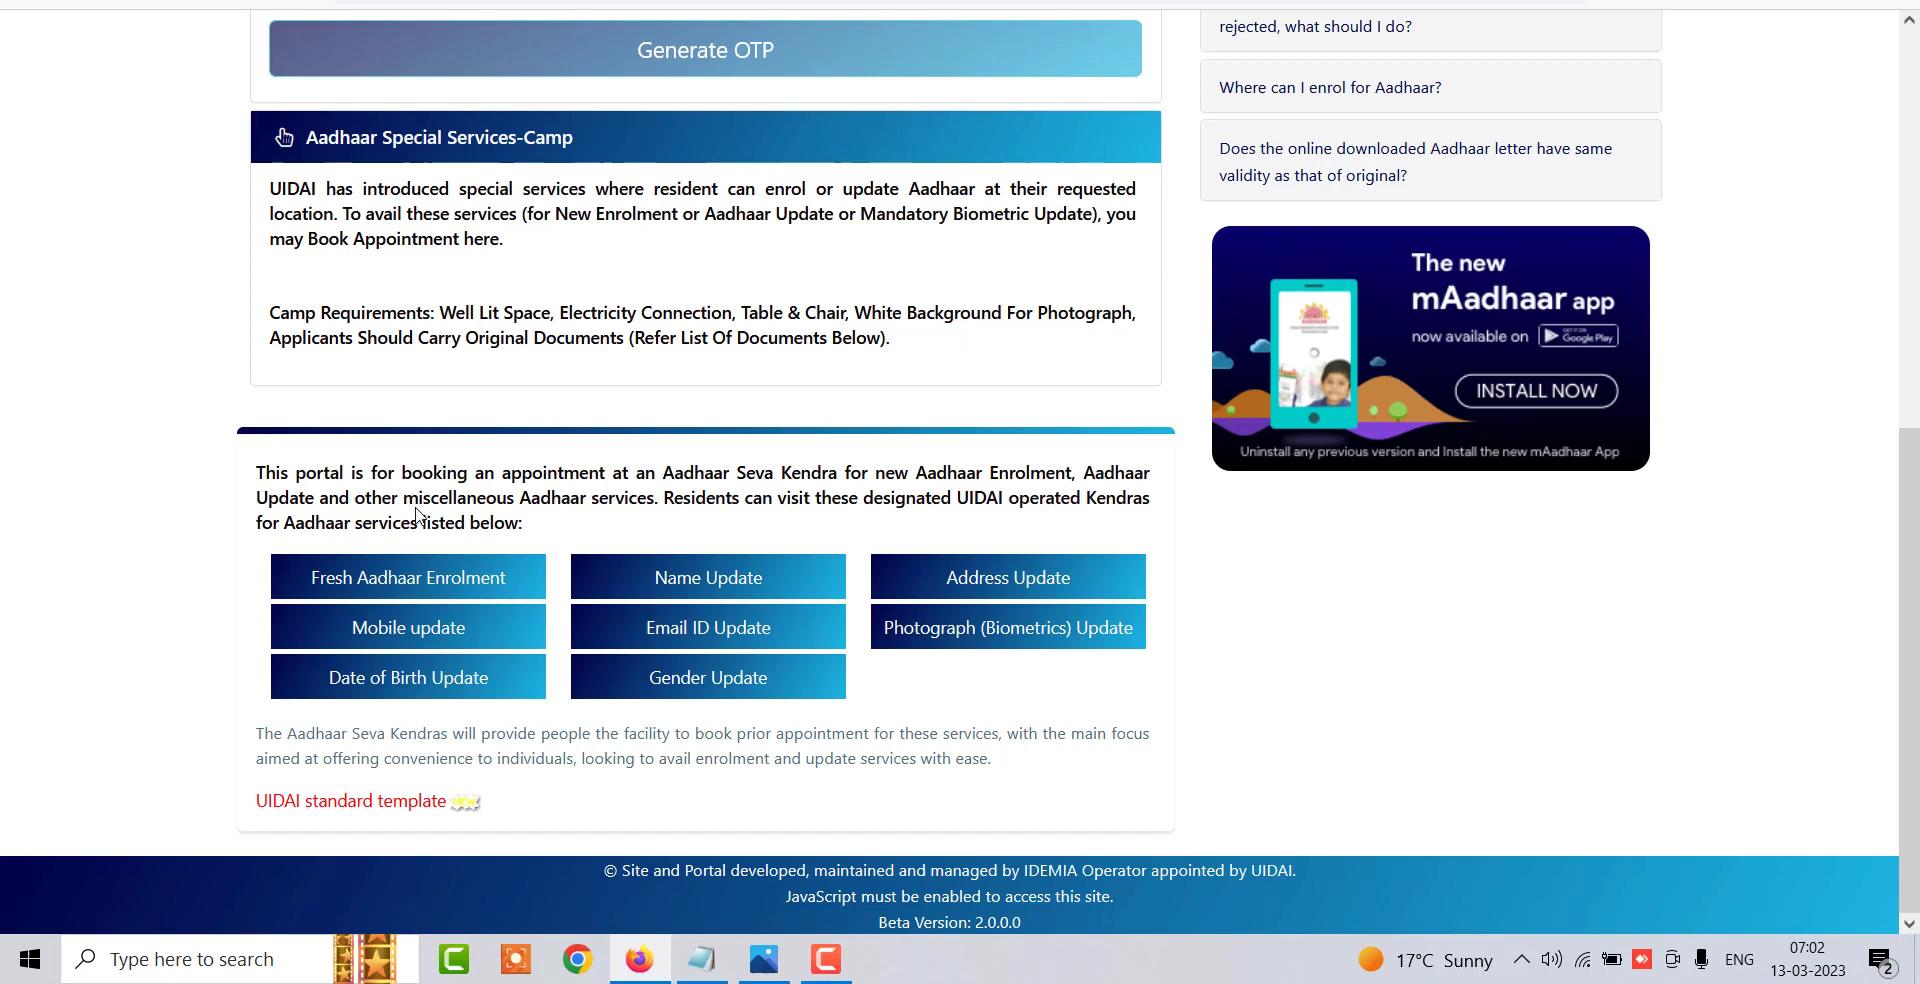 Generate OTP
Aadhaar Special Services-Camp
UIDAI has introduced special services where resident can enrol or update Aadhaar at their requested
location. To avail these services (for New Enrolment or Aadhaar Update or Mandatory Biometric Update), you
may Book Appointment here.
Camp Requirements: Well Lit Space, Electricity Connection, Table & Chair, White Background For Photograph,
Applicants Should Carry Original Documents (Refer List Of Documents Below).
This portal is for booking an appointment at an Aadhaar Seva Kendra for new Aadhaar Enrolment, Aadhaar
Update and other miscellaneous Aadhaar services. Residents can visit these designated UIDAI operated Kendras
for Aadhaar services listed below:
Fresh Aadhaar Enrolment
Name Update
Address Update
Mobile update
Email ID Update
Photograph (Biometrics) Update
Date of Birth Update
Gender Update
The Aadhaar Seva Kendras will provide people the facility to book prior appointment for these services, with the main focus
aimed at offering convenience to individuals, looking to avail enrolment and update services with ease.
UIDAI standard template NEW
rejected, what should I do?
Where can I enrol for Aadhaar?
Does the online downloaded Aadhaar letter have same
validity as that of original?
The new
mAadhaar app
now available on GET IT ON Google Play
INSTALL NOW
Uninstall any previous version and Install the new mAadhaar App
© Site and Portal developed, maintained and managed by IDEMIA Operator appointed by UIDAI.
JavaScript must be enabled to access this site.
Beta Version: 2.0.0.0
Type here to search
17°C Sunny
ENG
07:02
13-03-2023
2